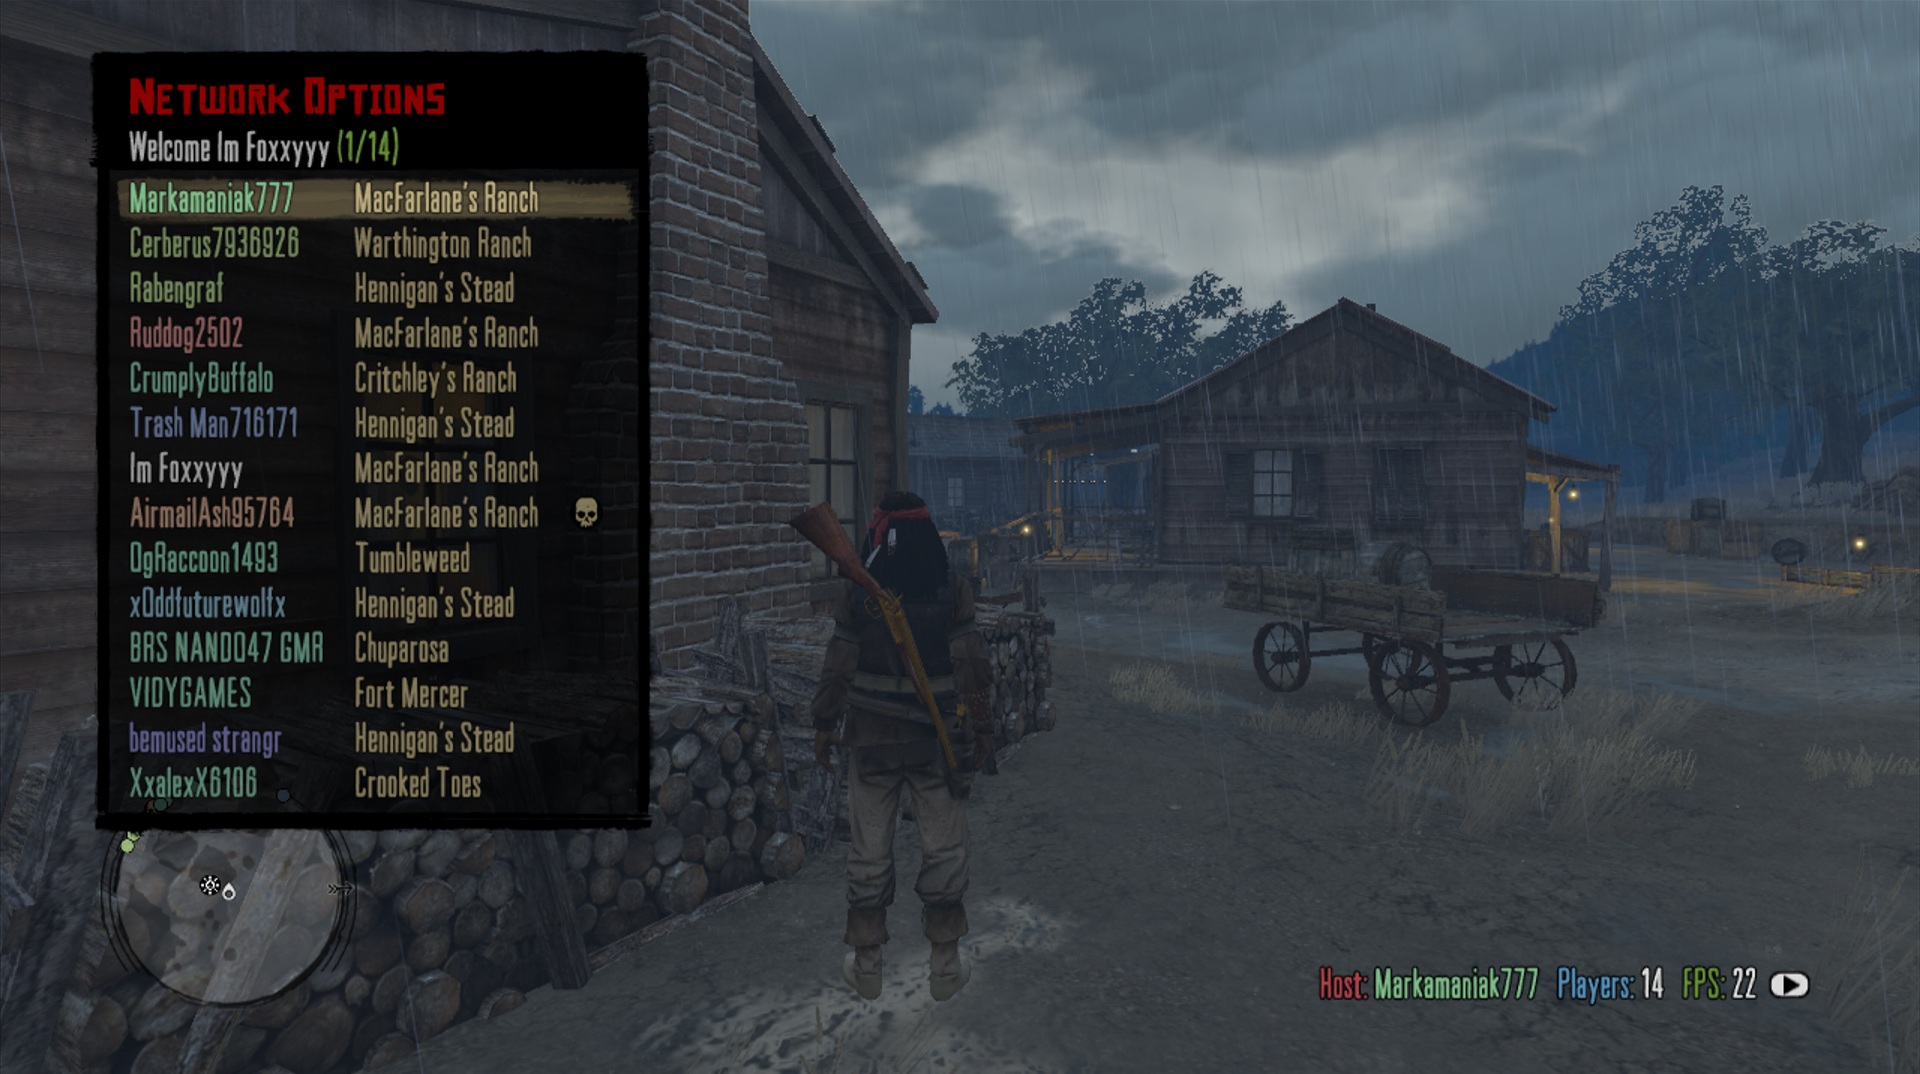 Network Options
Welcome Im Foxxyyy (1/14)
Markamaniak777 MacFarlane's Ranch
Cerberus7936926 Warthington Ranch
Rabengraf Hennigan's Stead
Ruddog2502 MacFarlane's Ranch
CrumplyBuffalo Critchley's Ranch
Trash Man716171 Hennigan's Stead
Im Foxxyyy MacFarlane's Ranch
AirmailAsh95764 MacFarlane's Ranch
OgRaccoon1493 Tumbleweed
xOddfuturewolfx Hennigan's Stead
BRS NANDO47 GMR Chuparosa
VIDYGAMES Fort Mercer
bemused strangr Hennigan's Stead
XxalexX6106 Crooked Toes
Host: Markamaniak777 Players: 14 FPS: 22